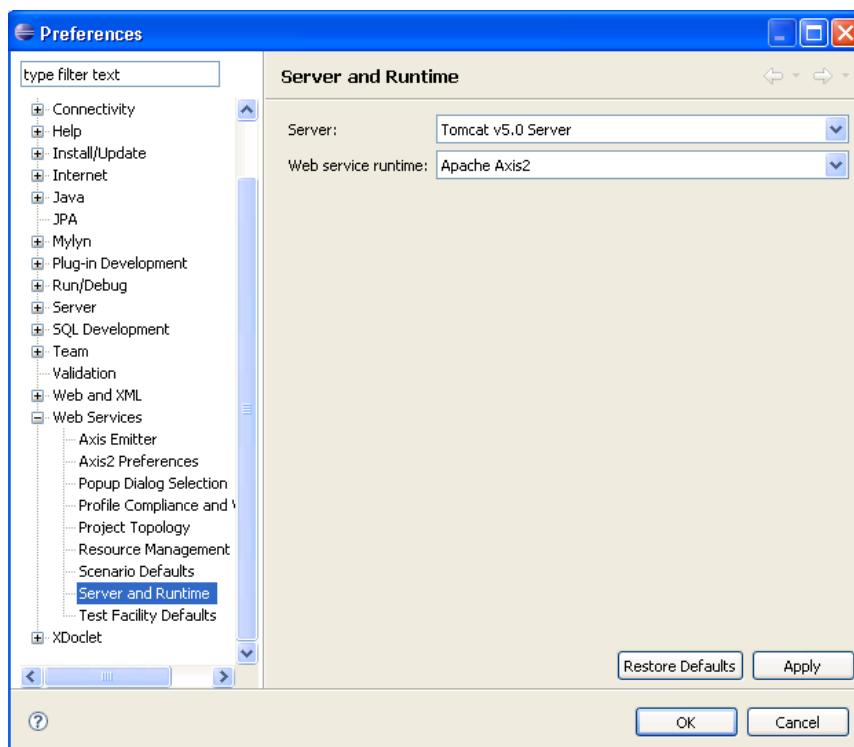 Preferences
type filter text
Connectivity
Help
Install/Update
Internet
Java
JPA
Mylyn
Plug-in Development
Run/Debug
Server
SQL Development
Team
Validation
Web and XML
Web Services
Axis Emitter
Axis2 Preferences
Popup Dialog Selection
Profile Compliance and
Project Topology
Resource Management
Scenario Defaults
Server and Runtime
Test Facility Defaults
XDoclet
Server and Runtime
Server: Tomcat v5.0 Server
Web service runtime: Apache Axis2
Restore Defaults Apply
? OK Cancel